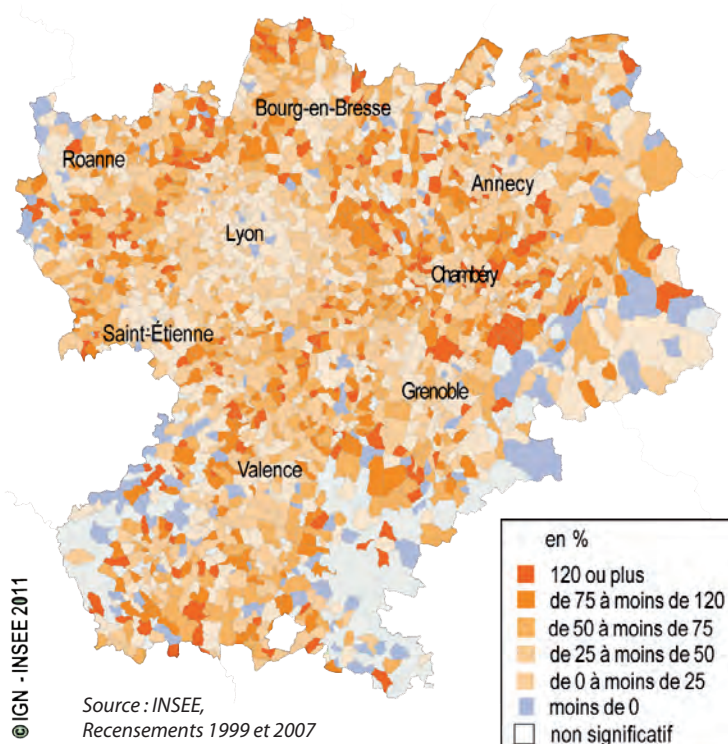 Bourg-en-Bresse
Roanne
Annecy
Lyon
Chambéry
Saint-Étienne
Grenoble
Valence
en %
120 ou plus
de 75 à moins de 120
de 50 à moins de 75
de 25 à moins de 50
de 0 à moins de 25
moins de 0
non significatif
© IGN - INSEE 2011
Source : INSEE,
Recensements 1999 et 2007